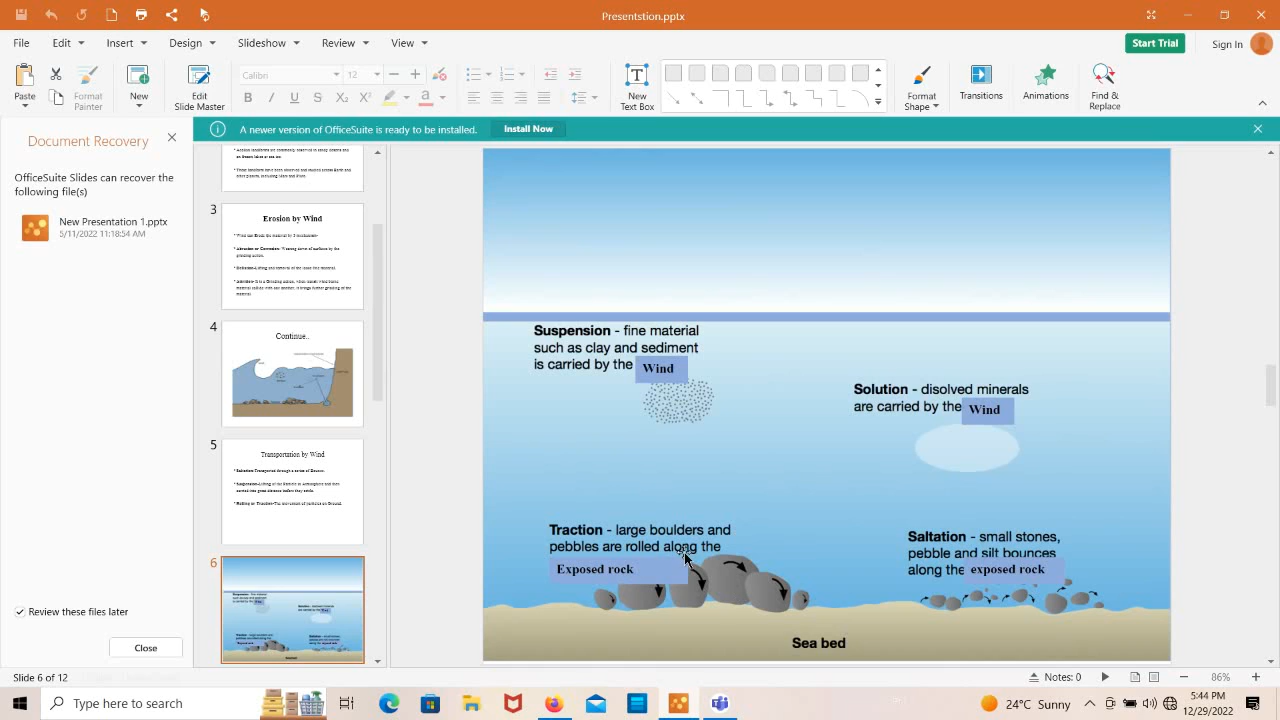 Presentstion.pptx
File Edit Insert Design Slideshow Review View Start Trial Sign In
Calibri 12
Paste Format Painter New Edit Slide Master
B I U S X₂ X²
New Text Box Format Shape Transitions Animations Find & Replace
A newer version of OfficeSuite is ready to be installed. Install Now
Document Recovery
OfficeSuite Slides can recover the
following file(s)
New Presentation 1.pptx
5/11/2022 11:18:54 AM
View these files later
Close
3
Erosion by Wind
4
Continue..
5
Transportation by Wind
6
Suspension - fine material
such as clay and sediment
is carried by the Wind
Solution - disolved minerals
are carried by the Wind
Traction - large boulders and
pebbles are rolled along the
Exposed rock
Saltation - small stones,
pebble and silt bounces
along the exposed rock
Sea bed
Slide 6 of 12
Notes: 0
86%
Type here to search
24°C Sunny
5:44 PM
12/29/2022